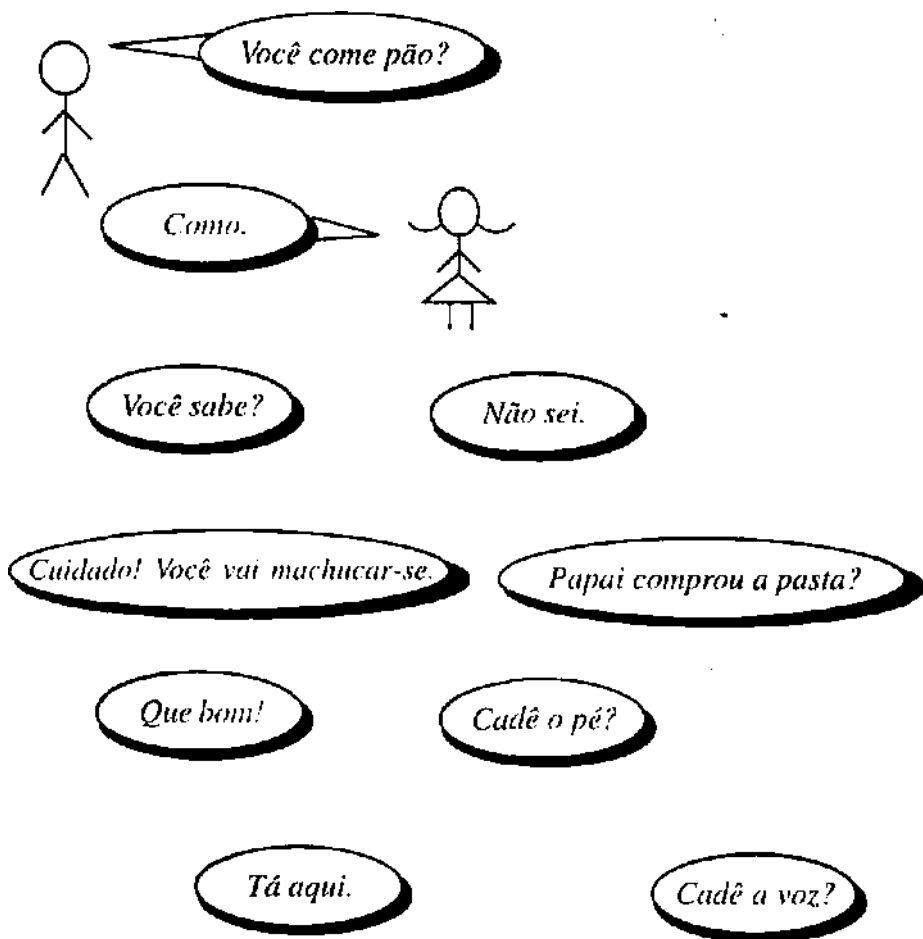 Você come pão?
Como.
Você sabe?
Não sei.
Cuidado! Você vai machucar-se.
Papai comprou a pasta?
Que bom!
Cadê o pé?
Tá aqui.
Cadê a voz?